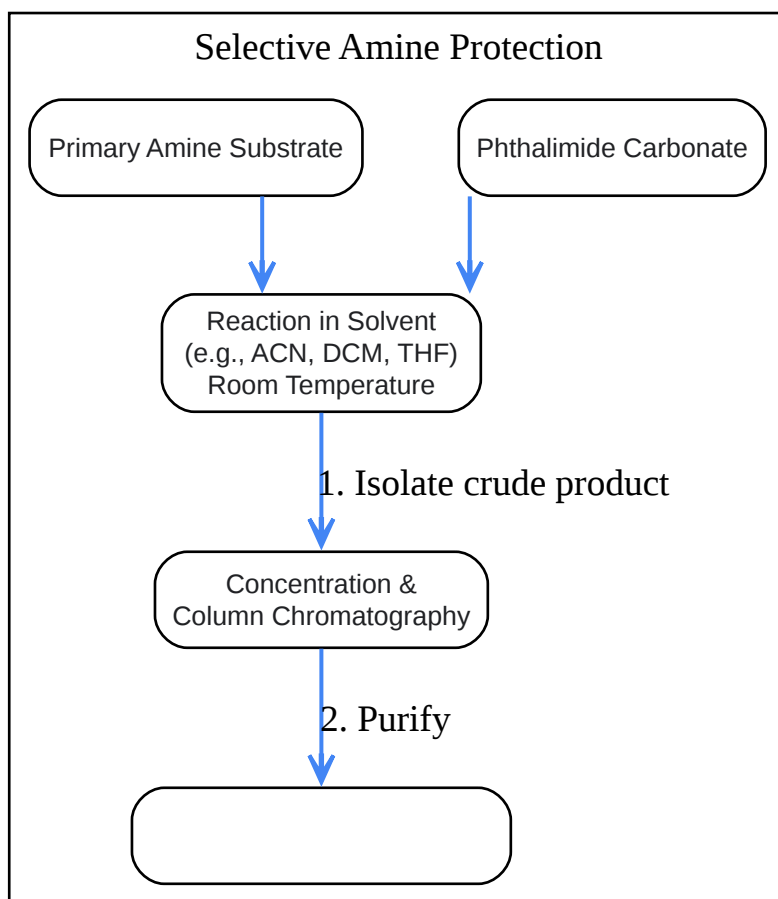 Selective Amine Protection
Primary Amine Substrate
Phthalimide Carbonate
Reaction in Solvent
(e.g., ACN, DCM, THF)
Room Temperature
1. Isolate crude product
Concentration &
Column Chromatography
2. Purify